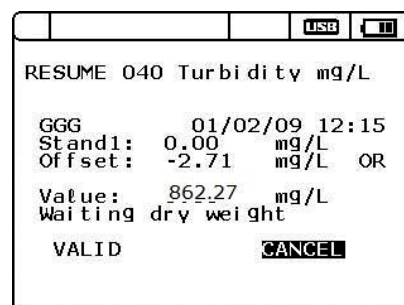 USB
RESUME 040 Turbidity mg/L
GGG 01/02/09 12:15
Stand1: 0.00 mg/L
Offset: -2.71 mg/L OR
Value: 862.27 mg/L
Waiting dry weight
VALID CANCEL